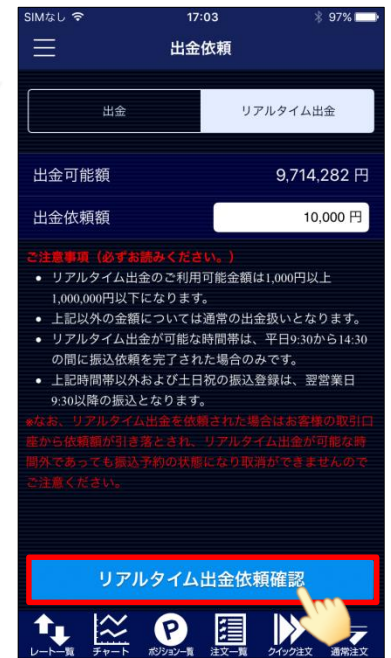 SIMなし 17:03 97%
出金依頼
出金 リアルタイム出金
出金可能額 9,714,282 円
出金依頼額 10,000 円
ご注意事項（必ずお読みください。）
• リアルタイム出金のご利用可能金額は1,000円以上
1,000,000円以下になります。
• 上記以外の金額については通常の出金扱いとなります。
• リアルタイム出金が可能な時間帯は、平日9:30から14:30
の間に振込依頼を完了された場合のみです。
• 上記時間帯以外および土日祝の振込登録は、翌営業日
9:30以降の振込となります。
※なお、リアルタイム出金を依頼された場合はお客様の取引口
座から依頼額が引き落とされ、リアルタイム出金が可能な時
間外であっても振込予約の状態になり取消ができませんので
ご注意ください。
リアルタイム出金依頼確認
レート一覧 チャート ポジション一覧 注文一覧 クイック注文 通常注文